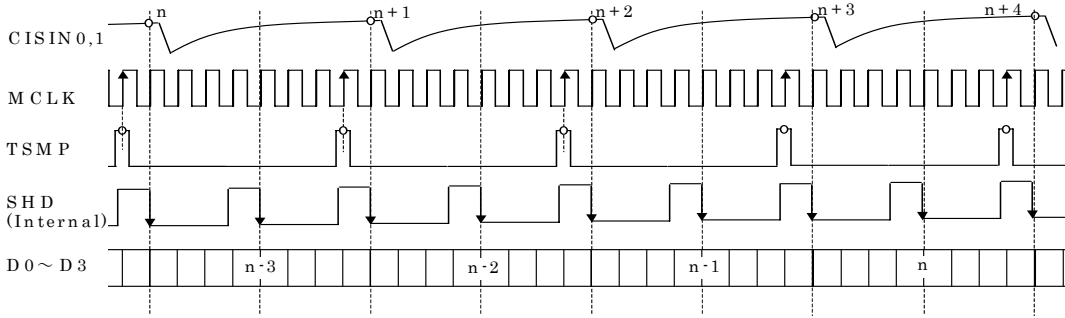 n n+1 n+2 n+3 n+4
CISIN0,1
MCLK
TSMP
SHD
(Internal)
D0～D3 n-3 n-2 n-1 n